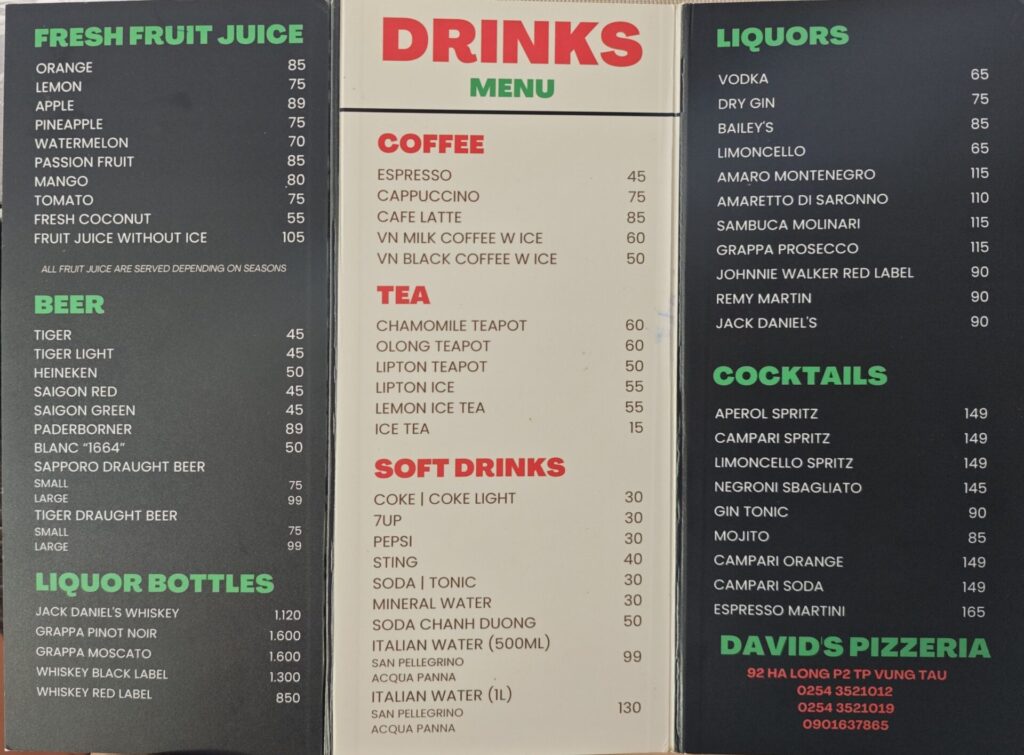 FRESH FRUIT JUICE
ORANGE 85
LEMON 75
APPLE 89
PINEAPPLE 75
WATERMELON 70
PASSION FRUIT 85
MANGO 80
TOMATO 75
FRESH COCONUT 55
FRUIT JUICE WITHOUT ICE 105
ALL FRUIT JUICE ARE SERVED DEPENDING ON SEASONS
BEER
TIGER 45
TIGER LIGHT 45
HEINEKEN 50
SAIGON RED 45
SAIGON GREEN 45
PADERBORNER 89
BLANC "1664" 50
SAPPORO DRAUGHT BEER
SMALL 75
LARGE 99
TIGER DRAUGHT BEER
SMALL 75
LARGE 99
LIQUOR BOTTLES
JACK DANIEL'S WHISKEY 1.120
GRAPPA PINOT NOIR 1.600
GRAPPA MOSCATO 1.600
WHISKEY BLACK LABEL 1.300
WHISKEY RED LABEL 850
DRINKS
MENU
COFFEE
ESPRESSO 45
CAPPUCCINO 75
CAFE LATTE 85
VN MILK COFFEE W ICE 60
VN BLACK COFFEE W ICE 50
TEA
CHAMOMILE TEAPOT 60
OLONG TEAPOT 60
LIPTON TEAPOT 50
LIPTON ICE 55
LEMON ICE TEA 55
ICE TEA 15
SOFT DRINKS
COKE | COKE LIGHT 30
7UP 30
PEPSI 30
STING 40
SODA | TONIC 30
MINERAL WATER 30
SODA CHANH DUONG 50
ITALIAN WATER (500ML)
SAN PELLEGRINO 99
ACQUA PANNA
ITALIAN WATER (1L)
SAN PELLEGRINO 130
ACQUA PANNA
LIQUORS
VODKA 65
DRY GIN 75
BAILEY'S 85
LIMONCELLO 65
AMARO MONTENEGRO 115
AMARETTO DI SARONNO 110
SAMBUCA MOLINARI 115
GRAPPA PROSECCO 115
JOHNNIE WALKER RED LABEL 90
REMY MARTIN 90
JACK DANIEL'S 90
COCKTAILS
APEROL SPRITZ 149
CAMPARI SPRITZ 149
LIMONCELLO SPRITZ 149
NEGRONI SBAGLIATO 145
GIN TONIC 90
MOJITO 85
CAMPARI ORANGE 149
CAMPARI SODA 149
ESPRESSO MARTINI 165
DAVID'S PIZZERIA
92 HA LONG P2 TP VUNG TAU
0254 3521012
0254 3521019
0901637865